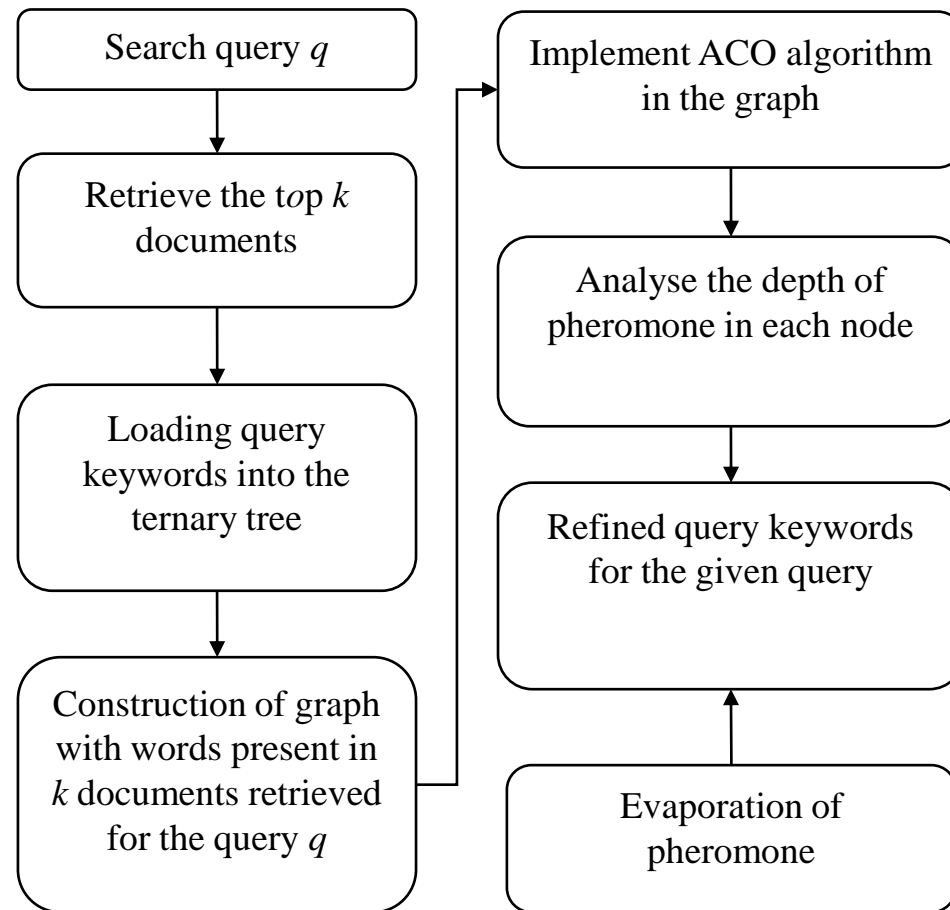 Search query q
Retrieve the top k
documents
Loading query
keywords into the
ternary tree
Construction of graph
with words present in
k documents retrieved
for the query q
Implement ACO algorithm
in the graph
Analyse the depth of
pheromone in each node
Refined query keywords
for the given query
Evaporation of
pheromone